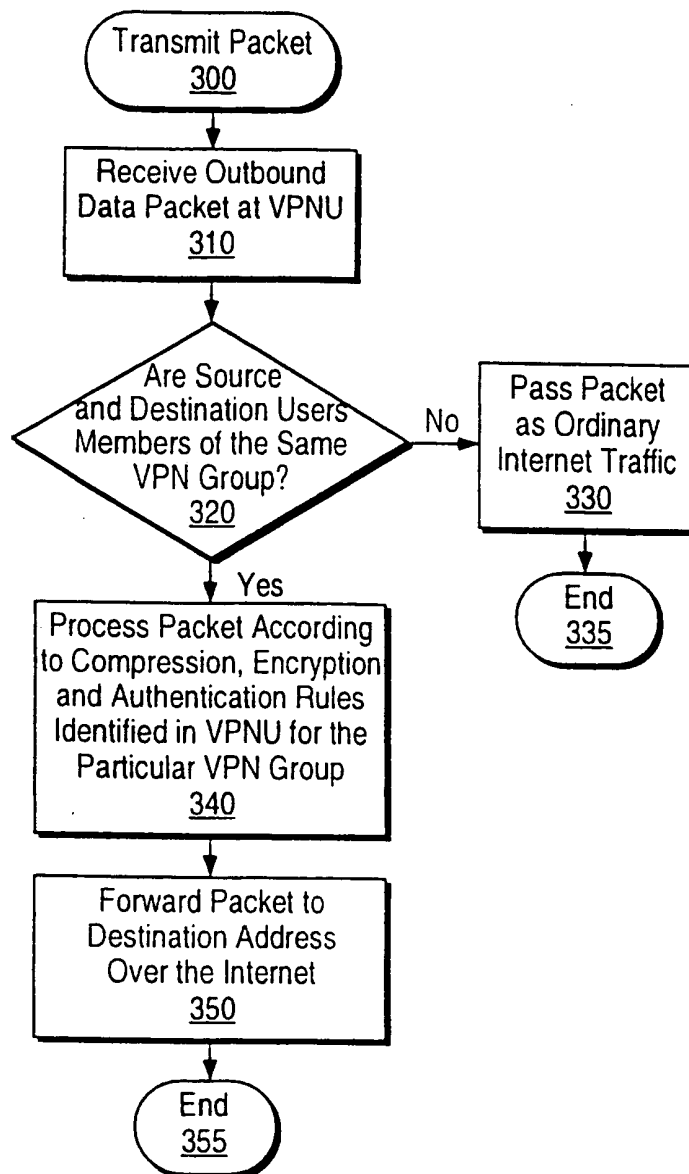 Transmit Packet
300
Receive Outbound
Data Packet at VPNU
310
Are Source
and Destination Users
Members of the Same
VPN Group?
320
No
Pass Packet
as Ordinary
Internet Traffic
330
End
335
Yes
Process Packet According
to Compression, Encryption
and Authentication Rules
Identified in VPNU for the
Particular VPN Group
340
Forward Packet to
Destination Address
Over the Internet
350
End
355